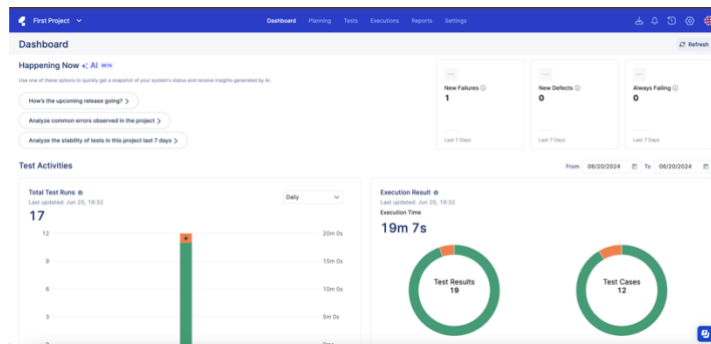 First Project
Dashboard Planning Tests Executions Reports Settings
Dashboard
Refresh
Happening Now AI BETA
Use one of these options to quickly get a snapshot of your system's status and receive insights generated by AI.
How's the upcoming release going?
Analyze common errors observed in the project
Analyze the stability of tests in this project last 7 days
New Failures
1
Last 7 Days
New Defects
0
Last 7 Days
Always Failing
0
Last 7 Days
Test Activities
From 06/20/2024 To 06/20/2024
Total Test Runs
Last updated: Jun 20, 18:32
17
Daily
12 20m 0s
9 15m 0s
6 10m 0s
3 5m 0s
Execution Result
Last updated: Jun 20, 18:32
Execution Time
19m 7s
Test Results
19
Test Cases
12